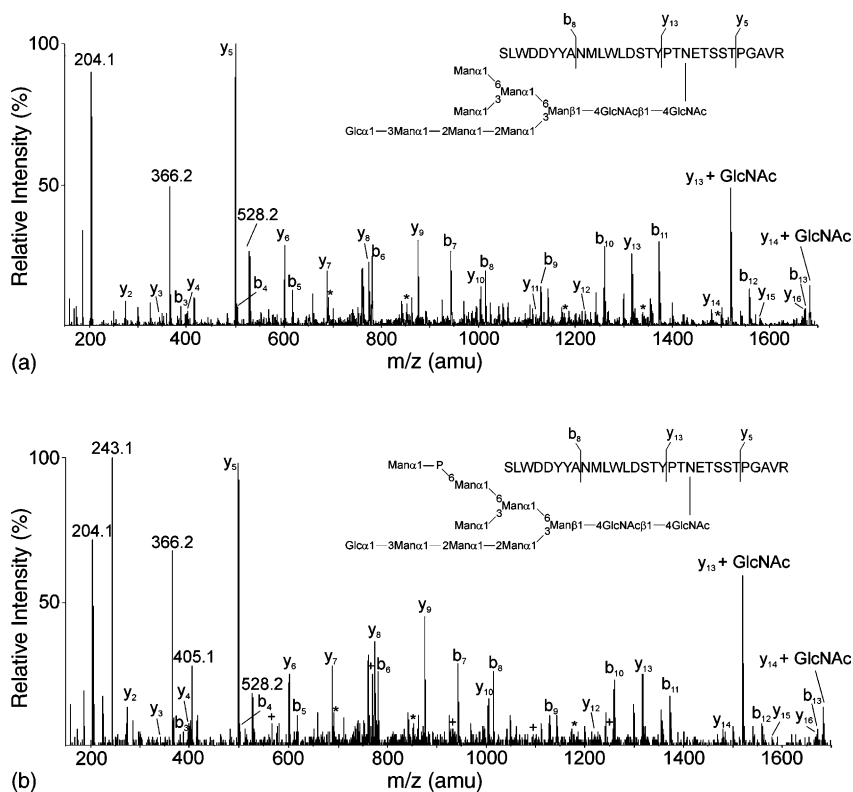 b₈ y₁₃ y₅
SLWDDYYANMLWLDSTYPTNETSSTPGAVR
Manα1
6
Manα1
3
Manα1
6
Manβ1—4GlcNAcβ1—4GlcNAc
3
Glcα1—3Manα1—2Manα1—2Manα1
Relative Intensity (%)
100
50
204.1
366.2
y₅
528.2
y₂
y₃
b₃
y₄
b₄
y₆
b₅
y₇
*
y₈
b₆
*
y₉
b₇
y₁₀
b₈
y₁₁
b₉
*
y₁₂
b₁₀
y₁₃
*
b₁₁
y₁₄
*
y₁₃ + GlcNAc
b₁₂
y₁₅
y₁₆
b₁₃
y₁₄ + GlcNAc
200 400 600 800 1000 1200 1400 1600
m/z (amu)
(a)
b₈ y₁₃ y₅
SLWDDYYANMLWLDSTYPTNETSSTPGAVR
Manα1—P
6
Manα1
6
Manα1
3
Manα1
6
Manβ1—4GlcNAcβ1—4GlcNAc
3
Glcα1—3Manα1—2Manα1—2Manα1
Relative Intensity (%)
100
50
204.1
243.1
366.2
405.1
y₅
528.2
y₂
y₃
b₃
y₄
b₄
+
y₆
b₅
y₇
*
+
y₈
b₆
*
y₉
+
b₇
y₁₀
b₈
+
b₉
*
y₁₂
+
b₁₀
y₁₃
b₁₁
y₁₄
y₁₃ + GlcNAc
b₁₂
y₁₅
y₁₆
b₁₃
y₁₄ + GlcNAc
200 400 600 800 1000 1200 1400 1600
m/z (amu)
(b)